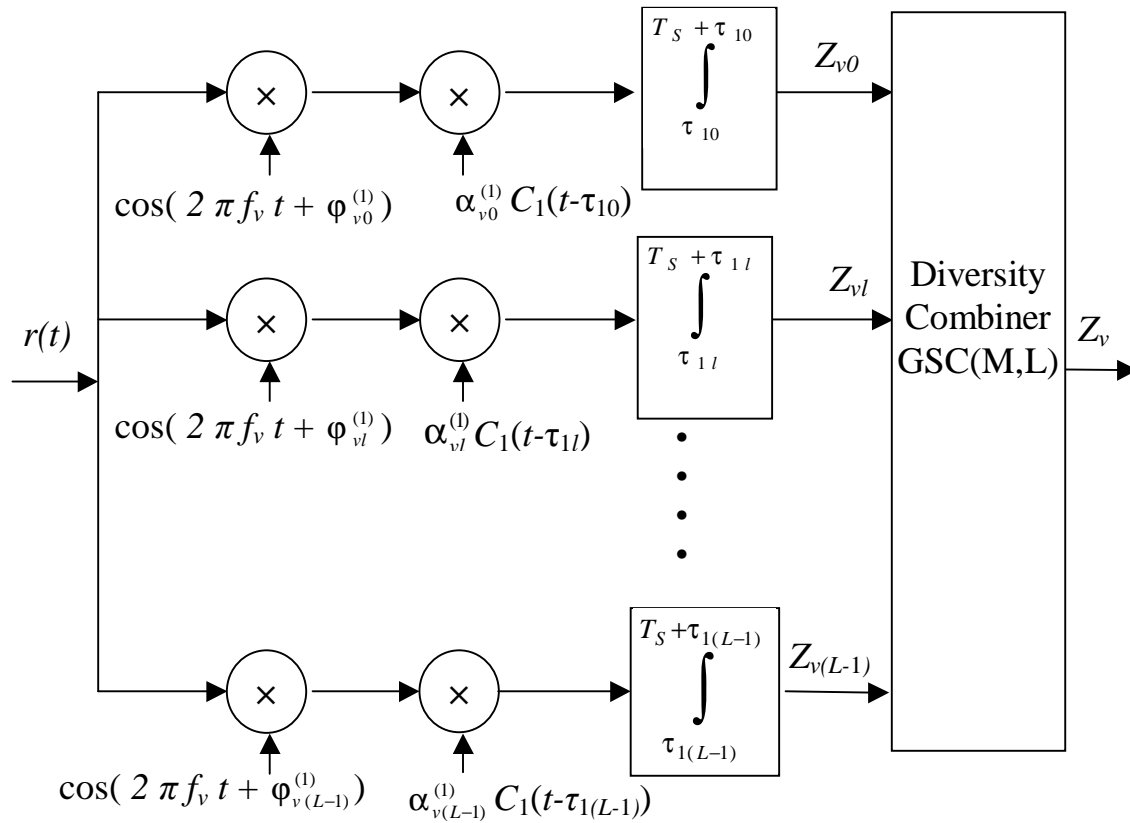 T_S + τ_10
∫
τ_10
Z_v0
×
×
cos( 2 π f_v t + φ_v0^(1))
α_v0^(1) C_1(t-τ_10)
T_S + τ_1l
∫
τ_1l
Z_vl
×
×
r(t)
cos( 2 π f_v t + φ_vl^(1))
α_vl^(1) C_1(t-τ_1l)
Diversity
Combiner
GSC(M,L)
Z_v
T_S+τ_1(L−1)
∫
τ_1(L−1)
Z_v(L-1)
×
×
cos( 2 π f_v t + φ_v(L−1)^(1))
α_v(L−1)^(1) C_1(t-τ_1(L-1))